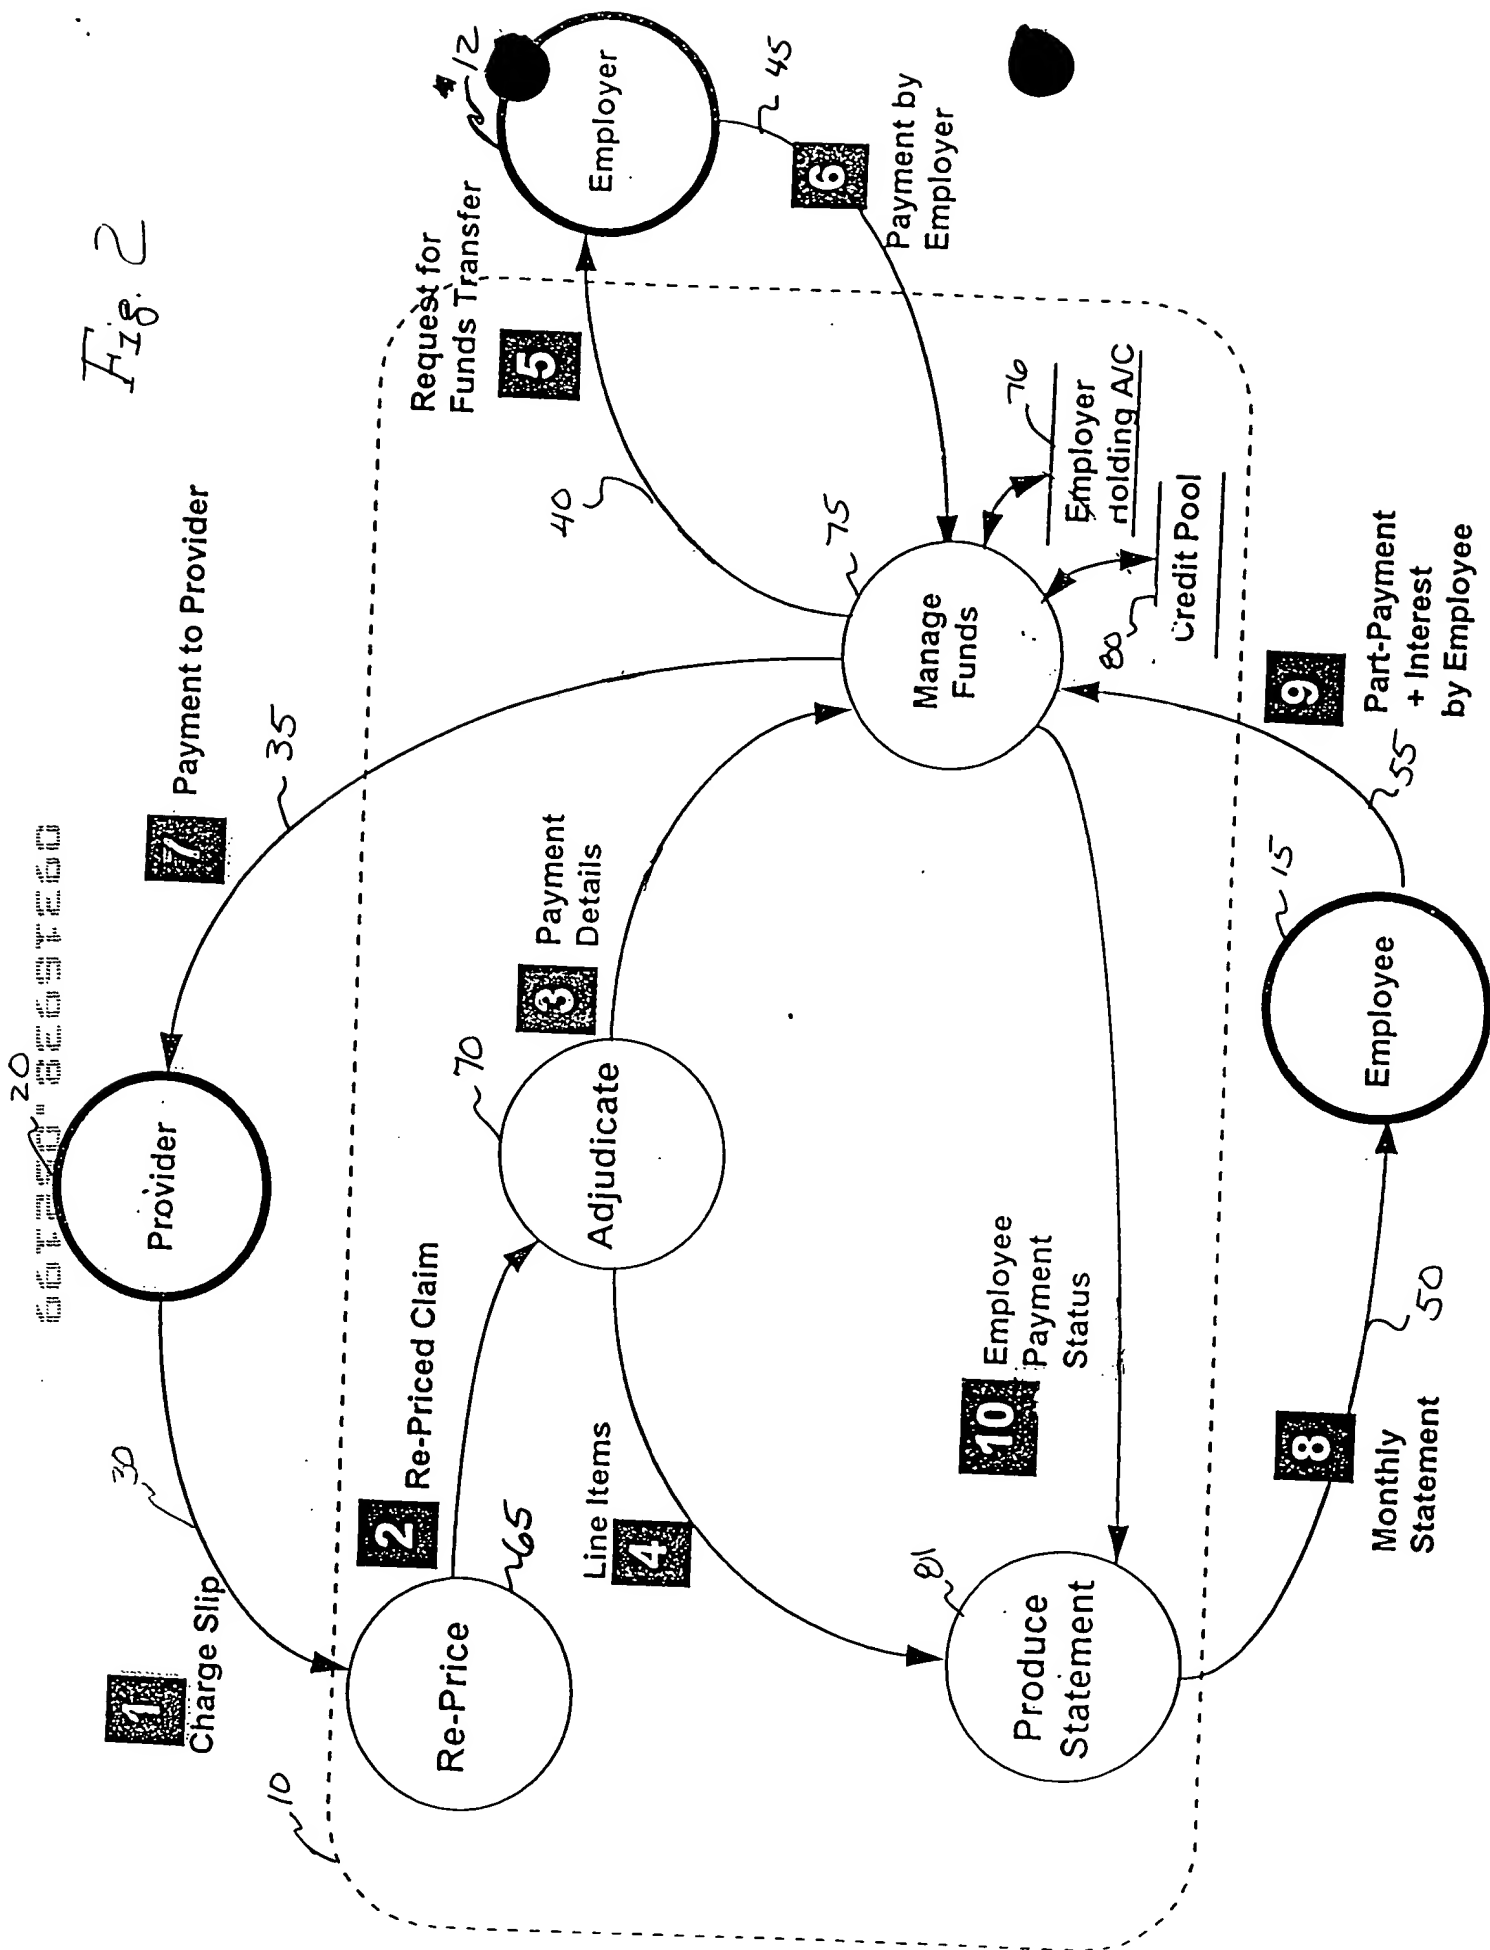 Fig. 2
20
Provider
30
1
Charge Slip
7
Payment to Provider
35
10
Re-Price
65
2
Re-Priced Claim
70
Adjudicate
3
Payment
Details
Line Items
4
40
5
Request for
Funds Transfer
12
Employer
45
6
Payment by
Employer
75
Manage
Funds
76
Employer
Holding A/C
80
Credit Pool
81
Produce
Statement
10
Employee
Payment
Status
8
Monthly
Statement
50
15
Employee
55
9
Part-Payment
+ Interest
by Employee